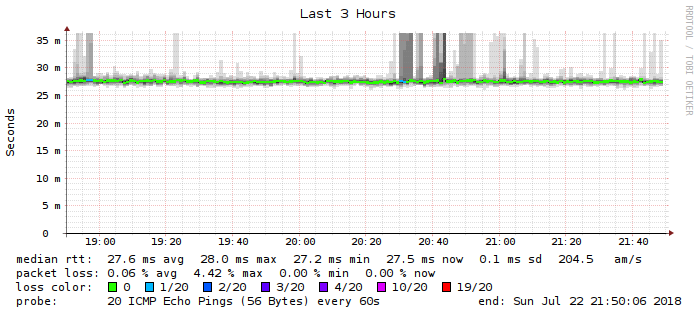 Last 3 Hours
RRDTOOL / TOBI OETIKER
Seconds
35 m
30 m
25 m
20 m
15 m
10 m
5 m
0
19:00 19:20 19:40 20:00 20:20 20:40 21:00 21:20 21:40
median rtt: 27.6 ms avg 28.0 ms max 27.2 ms min 27.5 ms now 0.1 ms sd 204.5 am/s
packet loss: 0.06 % avg 4.42 % max 0.00 % min 0.00 % now
loss color: 0 1/20 2/20 3/20 4/20 10/20 19/20
probe: 20 ICMP Echo Pings (56 Bytes) every 60s end: Sun Jul 22 21:50:06 2018